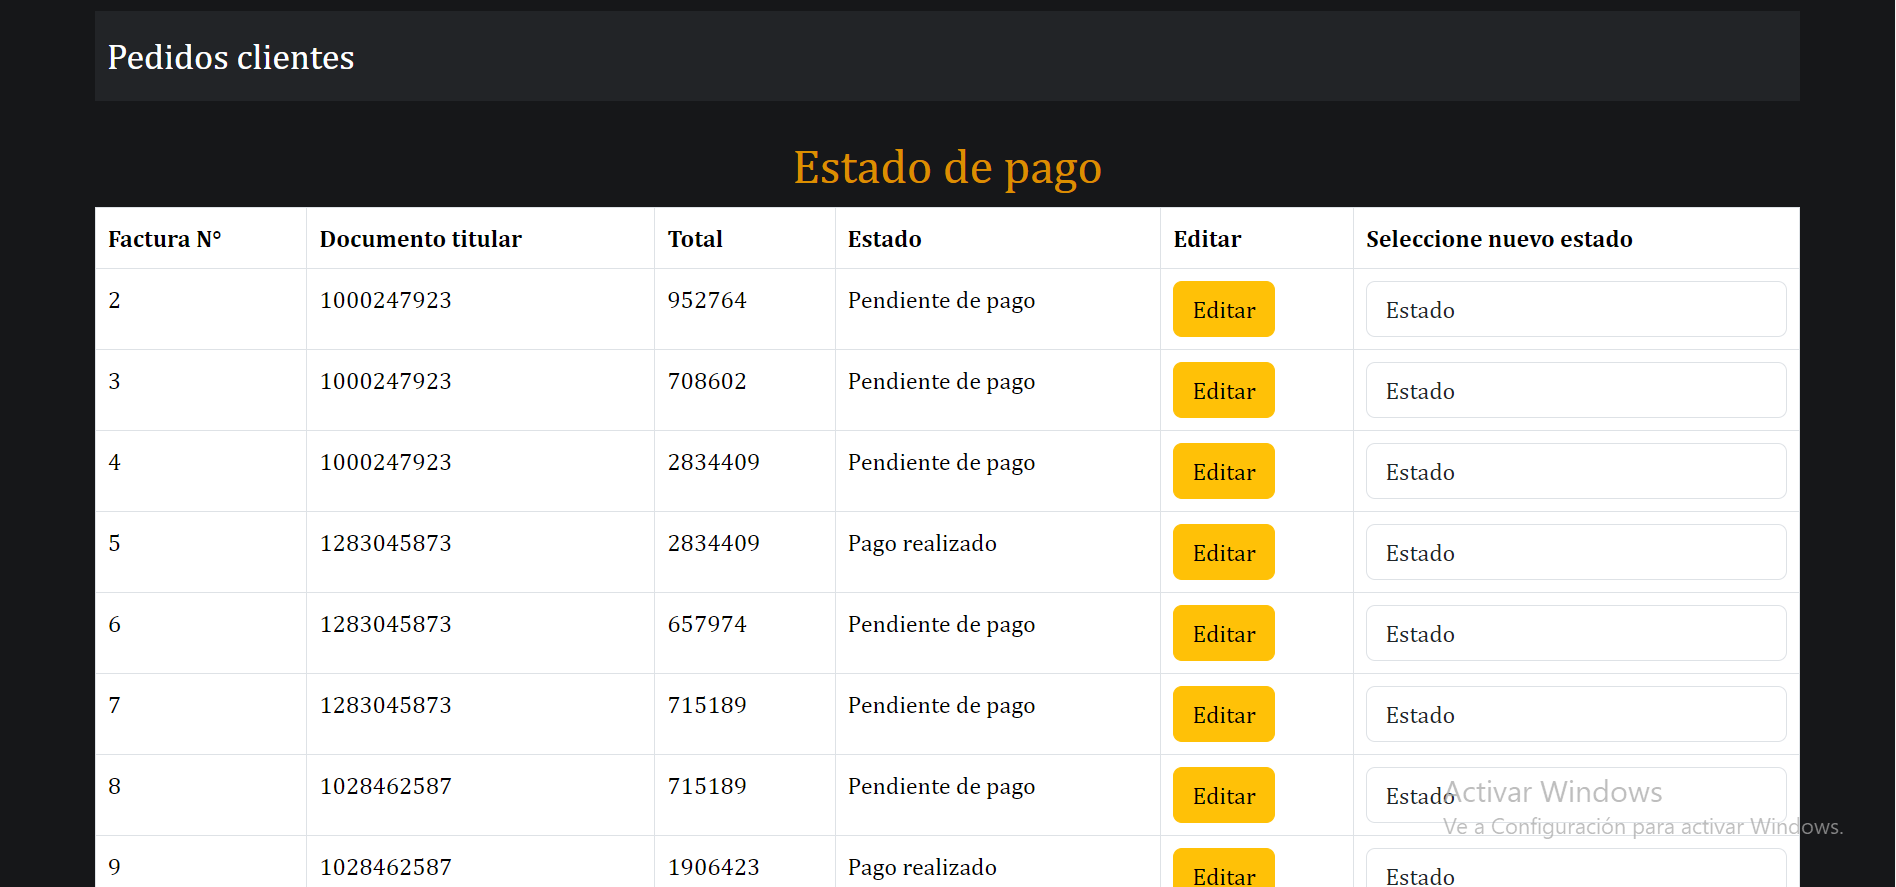 Pedidos clientes
Estado de pago
Factura N° Documento titular Total Estado Editar Seleccione nuevo estado
2 1000247923 952764 Pendiente de pago Editar Estado
3 1000247923 708602 Pendiente de pago Editar Estado
4 1000247923 2834409 Pendiente de pago Editar Estado
5 1283045873 2834409 Pago realizado Editar Estado
6 1283045873 657974 Pendiente de pago Editar Estado
7 1283045873 715189 Pendiente de pago Editar Estado
8 1028462587 715189 Pendiente de pago Editar Estado
Activar Windows
Ve a Configuración para activar Windows.
9 1028462587 1906423 Pago realizado Editar Estado